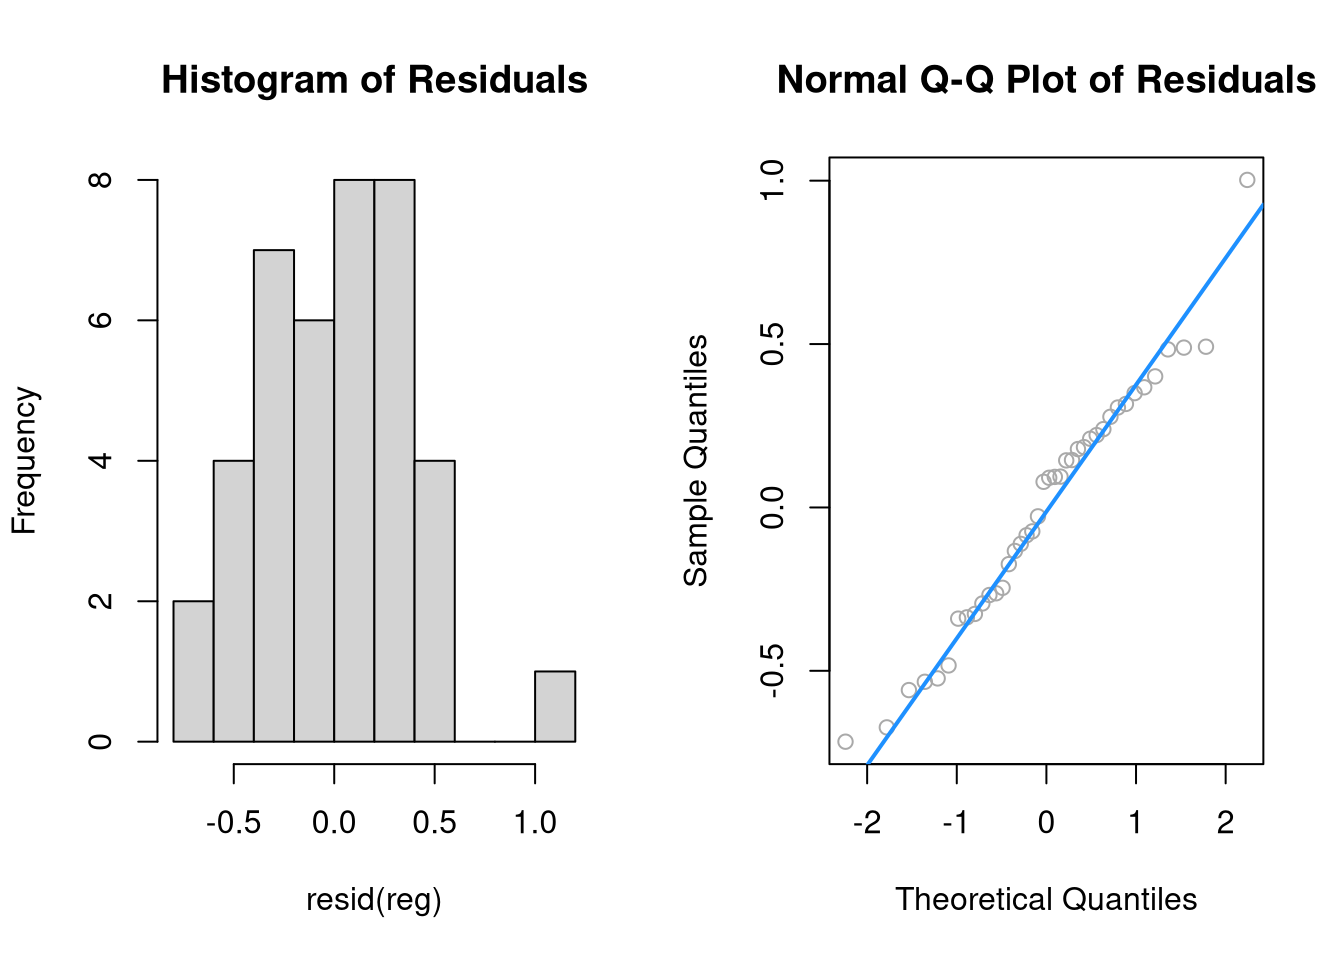 Histogram of Residuals
Frequency
0 2 4 6 8
-0.5 0.0 0.5 1.0
resid(reg)
Normal Q-Q Plot of Residuals
Sample Quantiles
-0.5 0.0 0.5 1.0
-2 -1 0 1 2
Theoretical Quantiles